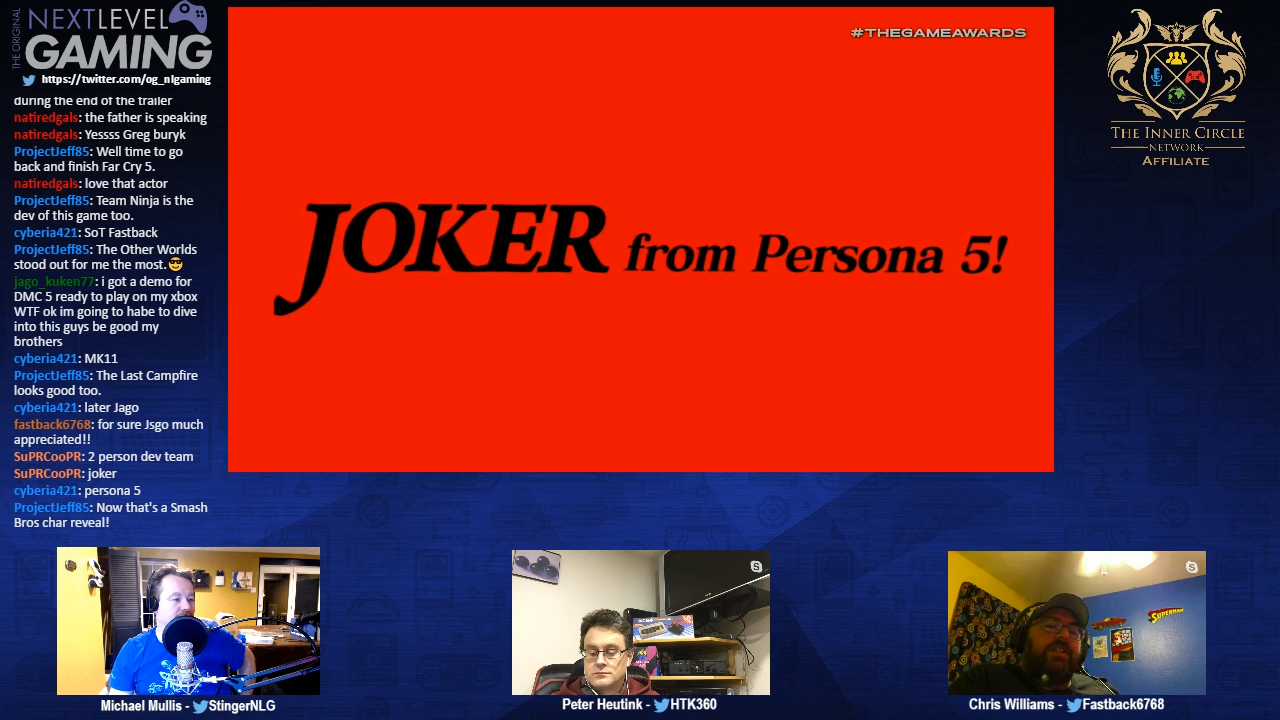 THE ORIGINAL
NEXTLEVEL
GAMING
https://twitter.com/og_nlgaming
during the end of the trailer
natiredgals: the father is speaking
natiredgals: Yessss Greg buryk
ProjectJeff85: Well time to go
back and finish Far Cry 5.
natiredgals: love that actor
ProjectJeff85: Team Ninja is the
dev of this game too.
cyberia421: SoT Fastback
ProjectJeff85: The Other Worlds
stood out for me the most.😎
jago_kuken77: i got a demo for
DMC 5 ready to play on my xbox
WTF ok im going to habe to dive
into this guys be good my
brothers
cyberia421: MK11
ProjectJeff85: The Last Campfire
looks good too.
cyberia421: later Jago
fastback6768: for sure Jsgo much
appreciated!!
SuPRCooPR: 2 person dev team
SuPRCooPR: joker
cyberia421: persona 5
ProjectJeff85: Now that's a Smash
Bros char reveal!
#THEGAMEAWARDS
JOKER from Persona 5!
THE INNER CIRCLE
NETWORK
AFFILIATE
SUPERMAN
Michael Mullis - StingerNLG
Peter Heutink - HTK360
Chris Williams - Fastback6768